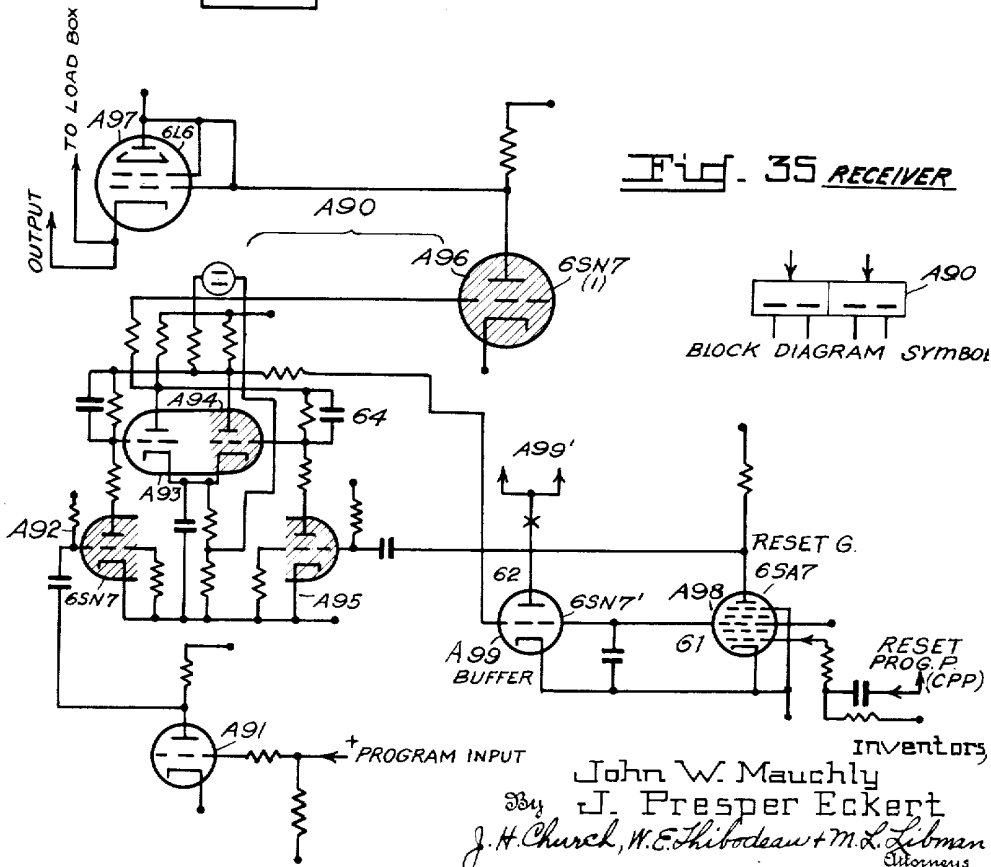 TO LOAD BOX
OUTPUT
A97
6L6
A90
A96
6SN7
(1)
Fig. 35 RECEIVER
A90
BLOCK DIAGRAM SYMBOL
A94
64
A93
A92
6SN7
A95
A99'
62
6SN7'
A99
BUFFER
RESET G.
6SA7
A98
61
RESET
PROG. P.
(CPP)
A91
+ PROGRAM INPUT
Inventors
John W. Mauchly
By J. Presper Eckert
J. H. Church, W. E. Thibodeau + M. L. Libman
Attorneys